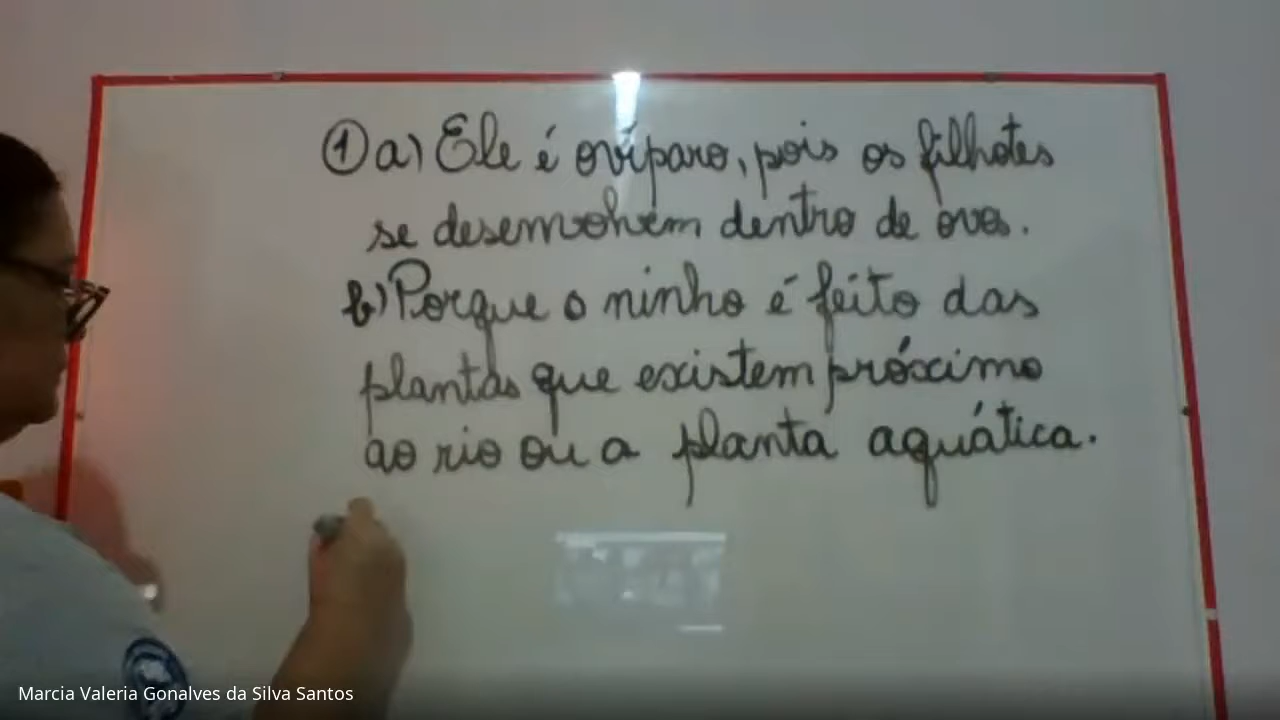 ① a) Ele é ovíparo, pois os filhotes
se desenvolvem dentro de ovos.
b) Porque o ninho é feito das
plantas que existem próximo
ao rio ou a planta aquática.
Marcia Valeria Gonalves da Silva Santos